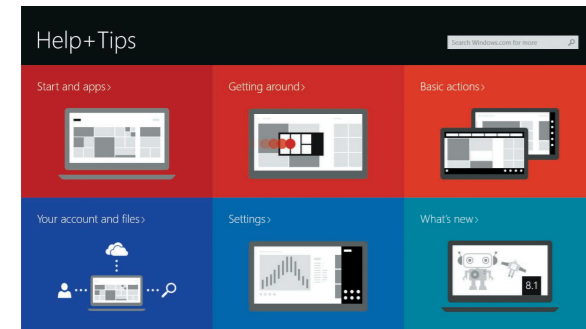 Help+Tips
Search Windows.com for more
Start and apps>
Getting around>
Basic actions>
Your account and files>
Settings>
What's new>
8.1